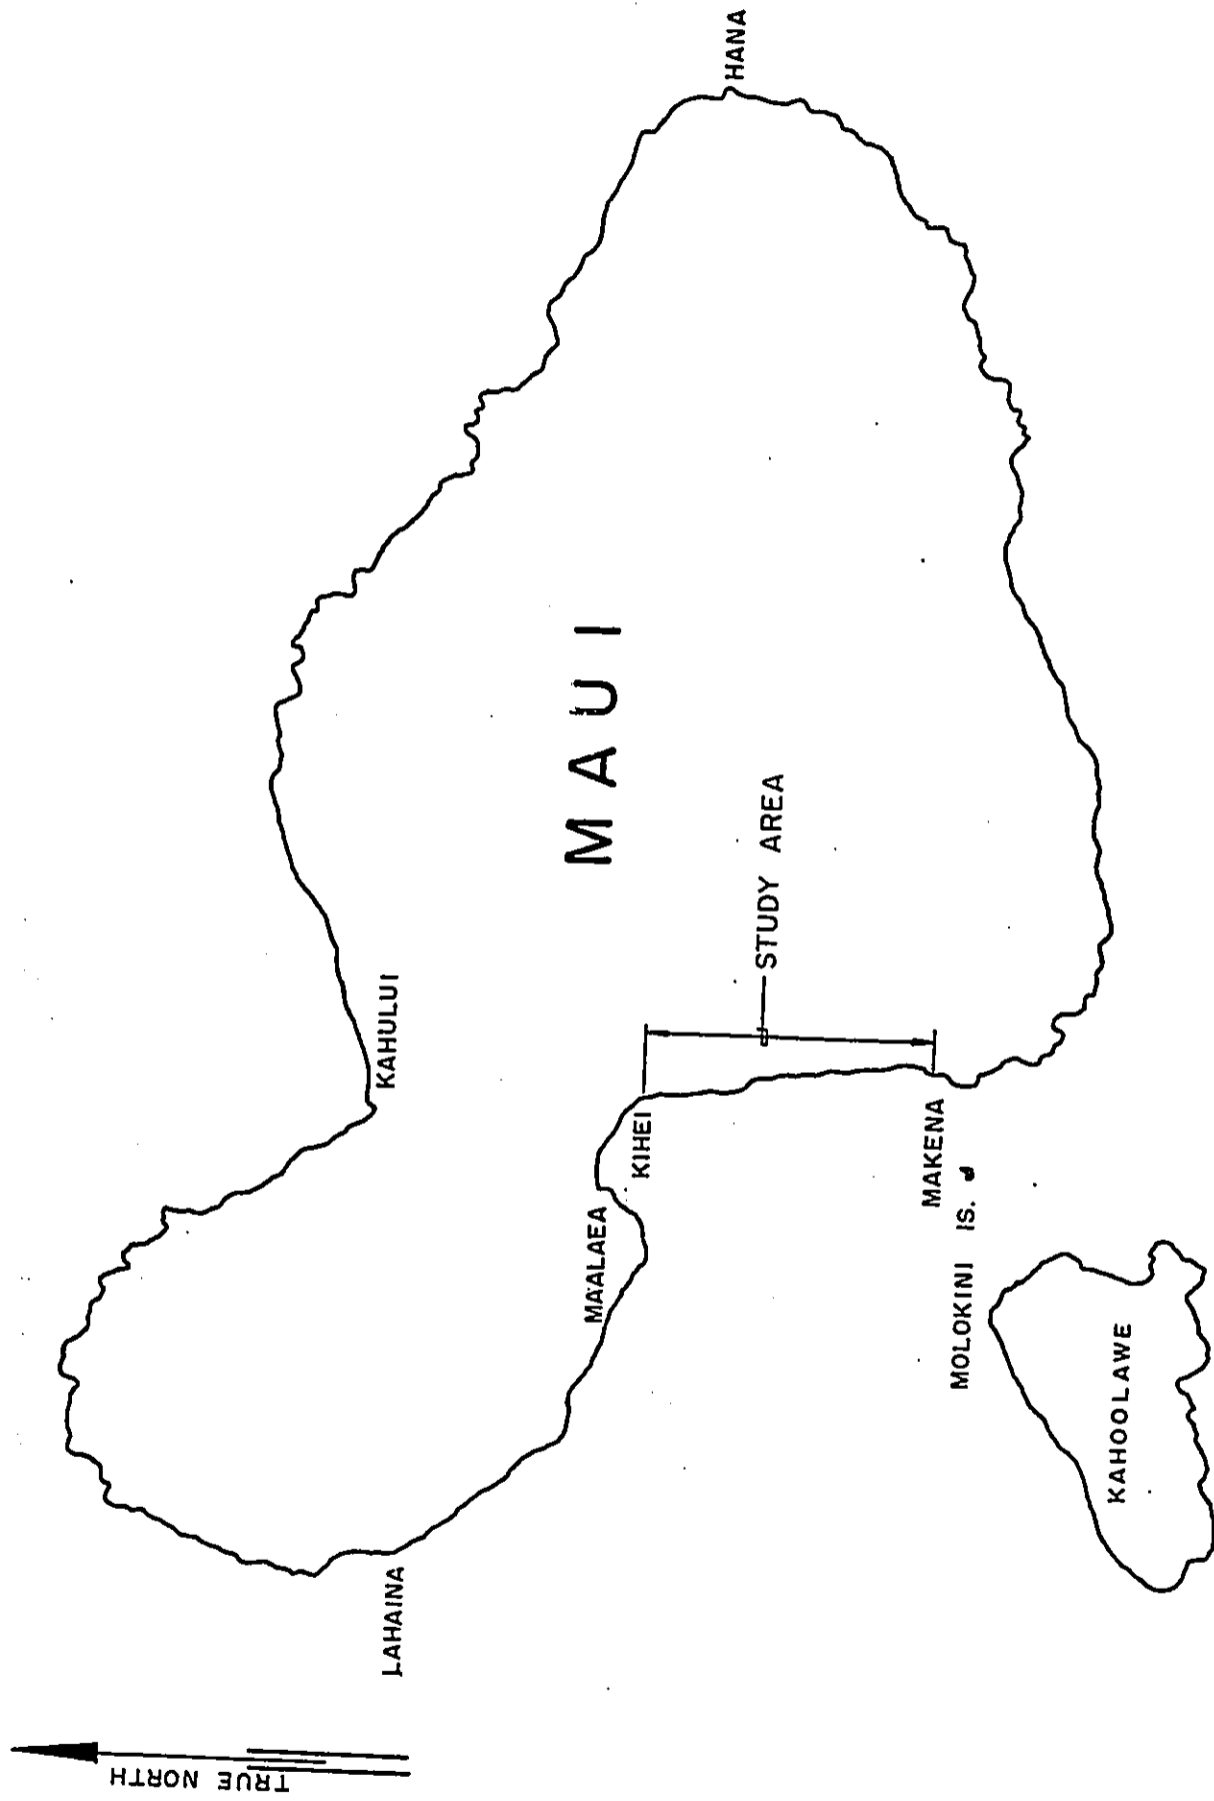 TRUE NORTH
LAHAINA
KAHULUI
HANA
MAUI
MAALAEA
KIHEI
STUDY AREA
MAKENA
MOLOKINI IS.
KAHOOLAWE